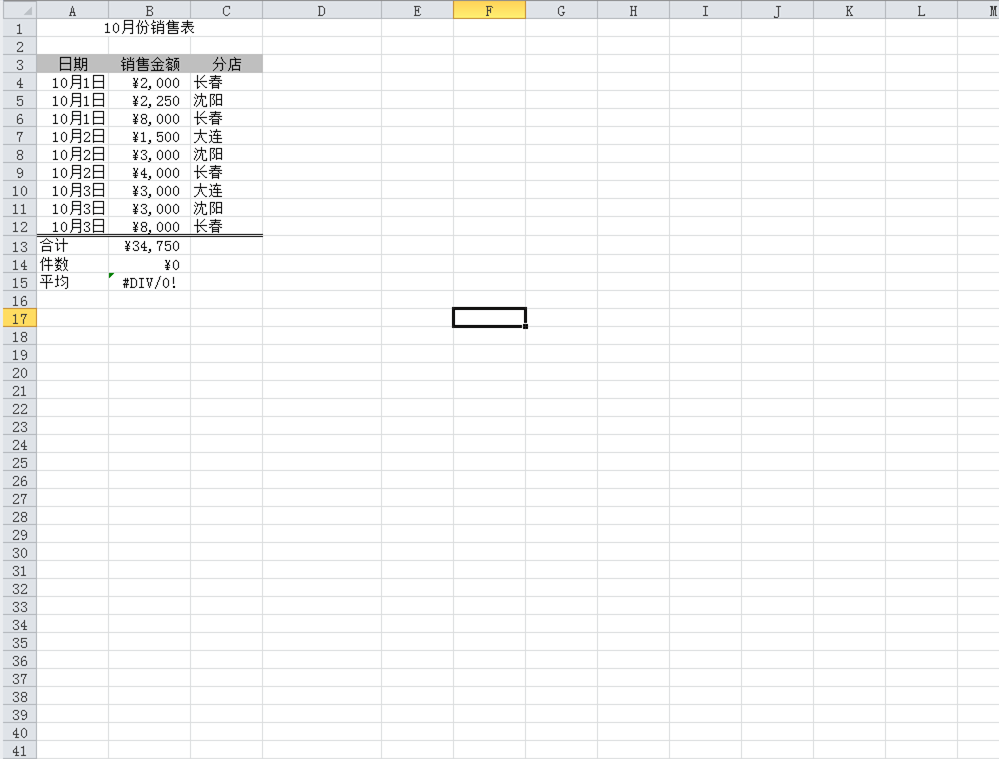 A B C D E F G H I J K L M
1 10月份销售表
2
3 日期 销售金额 分店
4 10月1日 ¥2,000 长春
5 10月1日 ¥2,250 沈阳
6 10月1日 ¥8,000 长春
7 10月2日 ¥1,500 大连
8 10月2日 ¥3,000 沈阳
9 10月2日 ¥4,000 长春
10 10月3日 ¥3,000 大连
11 10月3日 ¥3,000 沈阳
12 10月3日 ¥8,000 长春
13 合计 ¥34,750
14 件数 ¥0
15 平均 #DIV/0!
16
17
18
19
20
21
22
23
24
25
26
27
28
29
30
31
32
33
34
35
36
37
38
39
40
41